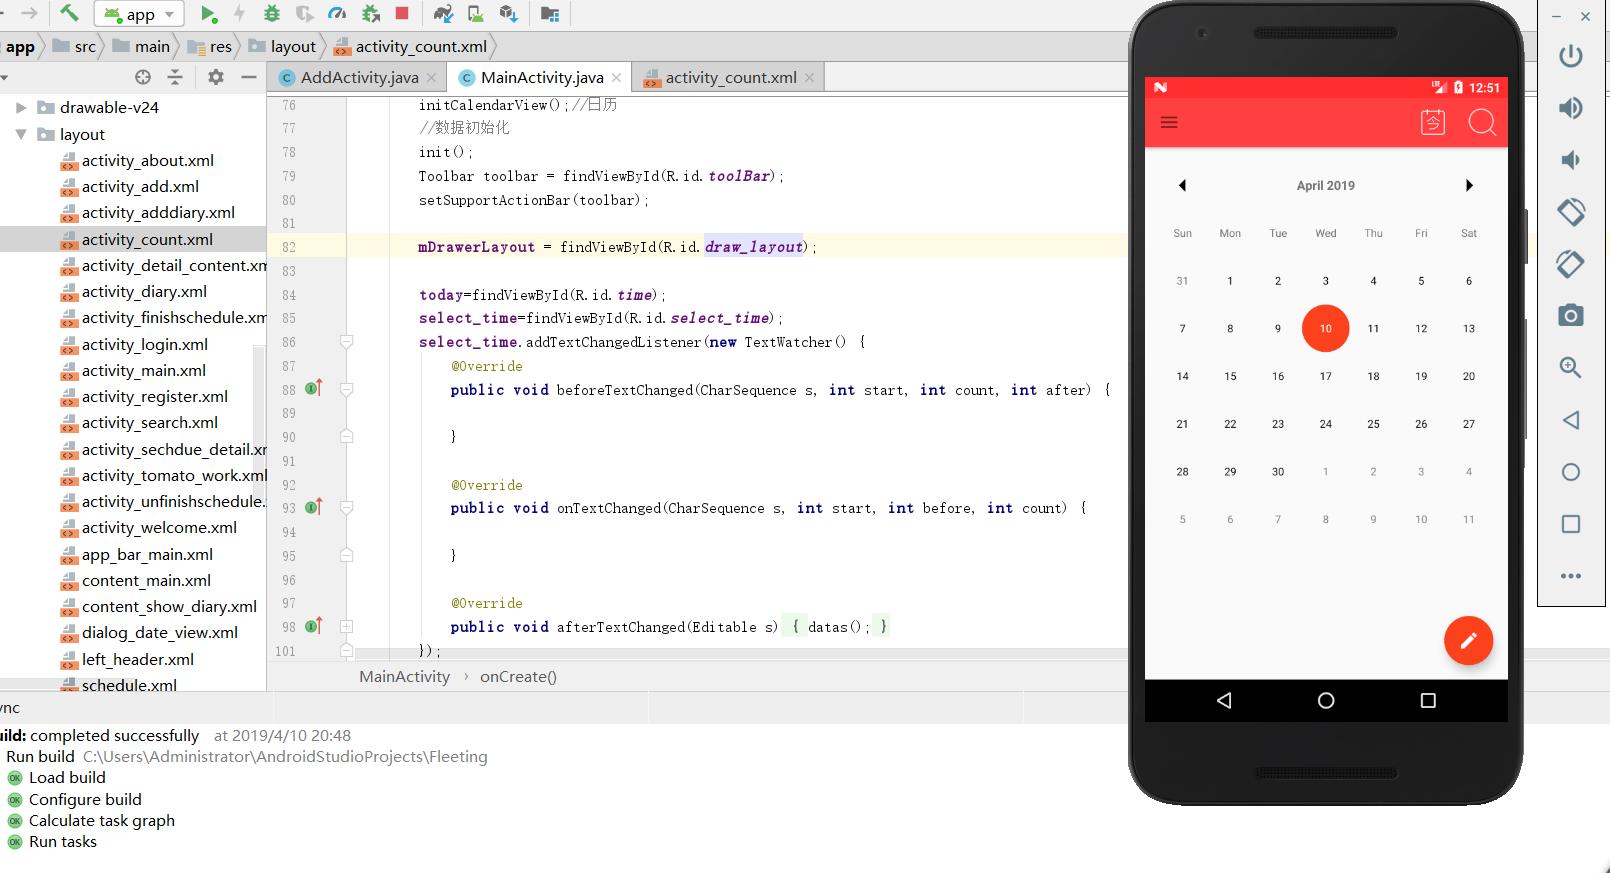 app
app
src
main
res
layout
activity_count.xml
AddActivity.java
MainActivity.java
activity_count.xml
drawable-v24
layout
activity_about.xml
activity_add.xml
activity_adddiary.xml
activity_count.xml
activity_detail_content.xm
activity_diary.xml
activity_finishschedule.xm
activity_login.xml
activity_main.xml
activity_register.xml
activity_search.xml
activity_sechdue_detail.xr
activity_tomato_work.xml
activity_unfinishschedule.
activity_welcome.xml
app_bar_main.xml
content_main.xml
content_show_diary.xml
dialog_date_view.xml
left_header.xml
schedule.xml
76 initCalendarView();//日历
77 //数据初始化
78 init();
79 Toolbar toolbar = findViewById(R.id.toolBar);
80 setSupportActionBar(toolbar);
81
82 mDrawerLayout = findViewById(R.id.draw_layout);
83
84 today=findViewById(R.id.time);
85 select_time=findViewById(R.id.select_time);
86 select_time.addTextChangedListener(new TextWatcher() {
87 @Override
88 public void beforeTextChanged(CharSequence s, int start, int count, int after) {
89
90 }
91
92 @Override
93 public void onTextChanged(CharSequence s, int start, int before, int count) {
94
95 }
96
97 @Override
98 public void afterTextChanged(Editable s) { datas(); }
101 });
MainActivity › onCreate()
ync
uild: completed successfully at 2019/4/10 20:48
Run build C:\Users\Administrator\AndroidStudioProjects\Fleeting
OK Load build
OK Configure build
OK Calculate task graph
OK Run tasks
12:51
今
April 2019
Sun Mon Tue Wed Thu Fri Sat
31 1 2 3 4 5 6
7 8 9 10 11 12 13
14 15 16 17 18 19 20
21 22 23 24 25 26 27
28 29 30 1 2 3 4
5 6 7 8 9 10 11